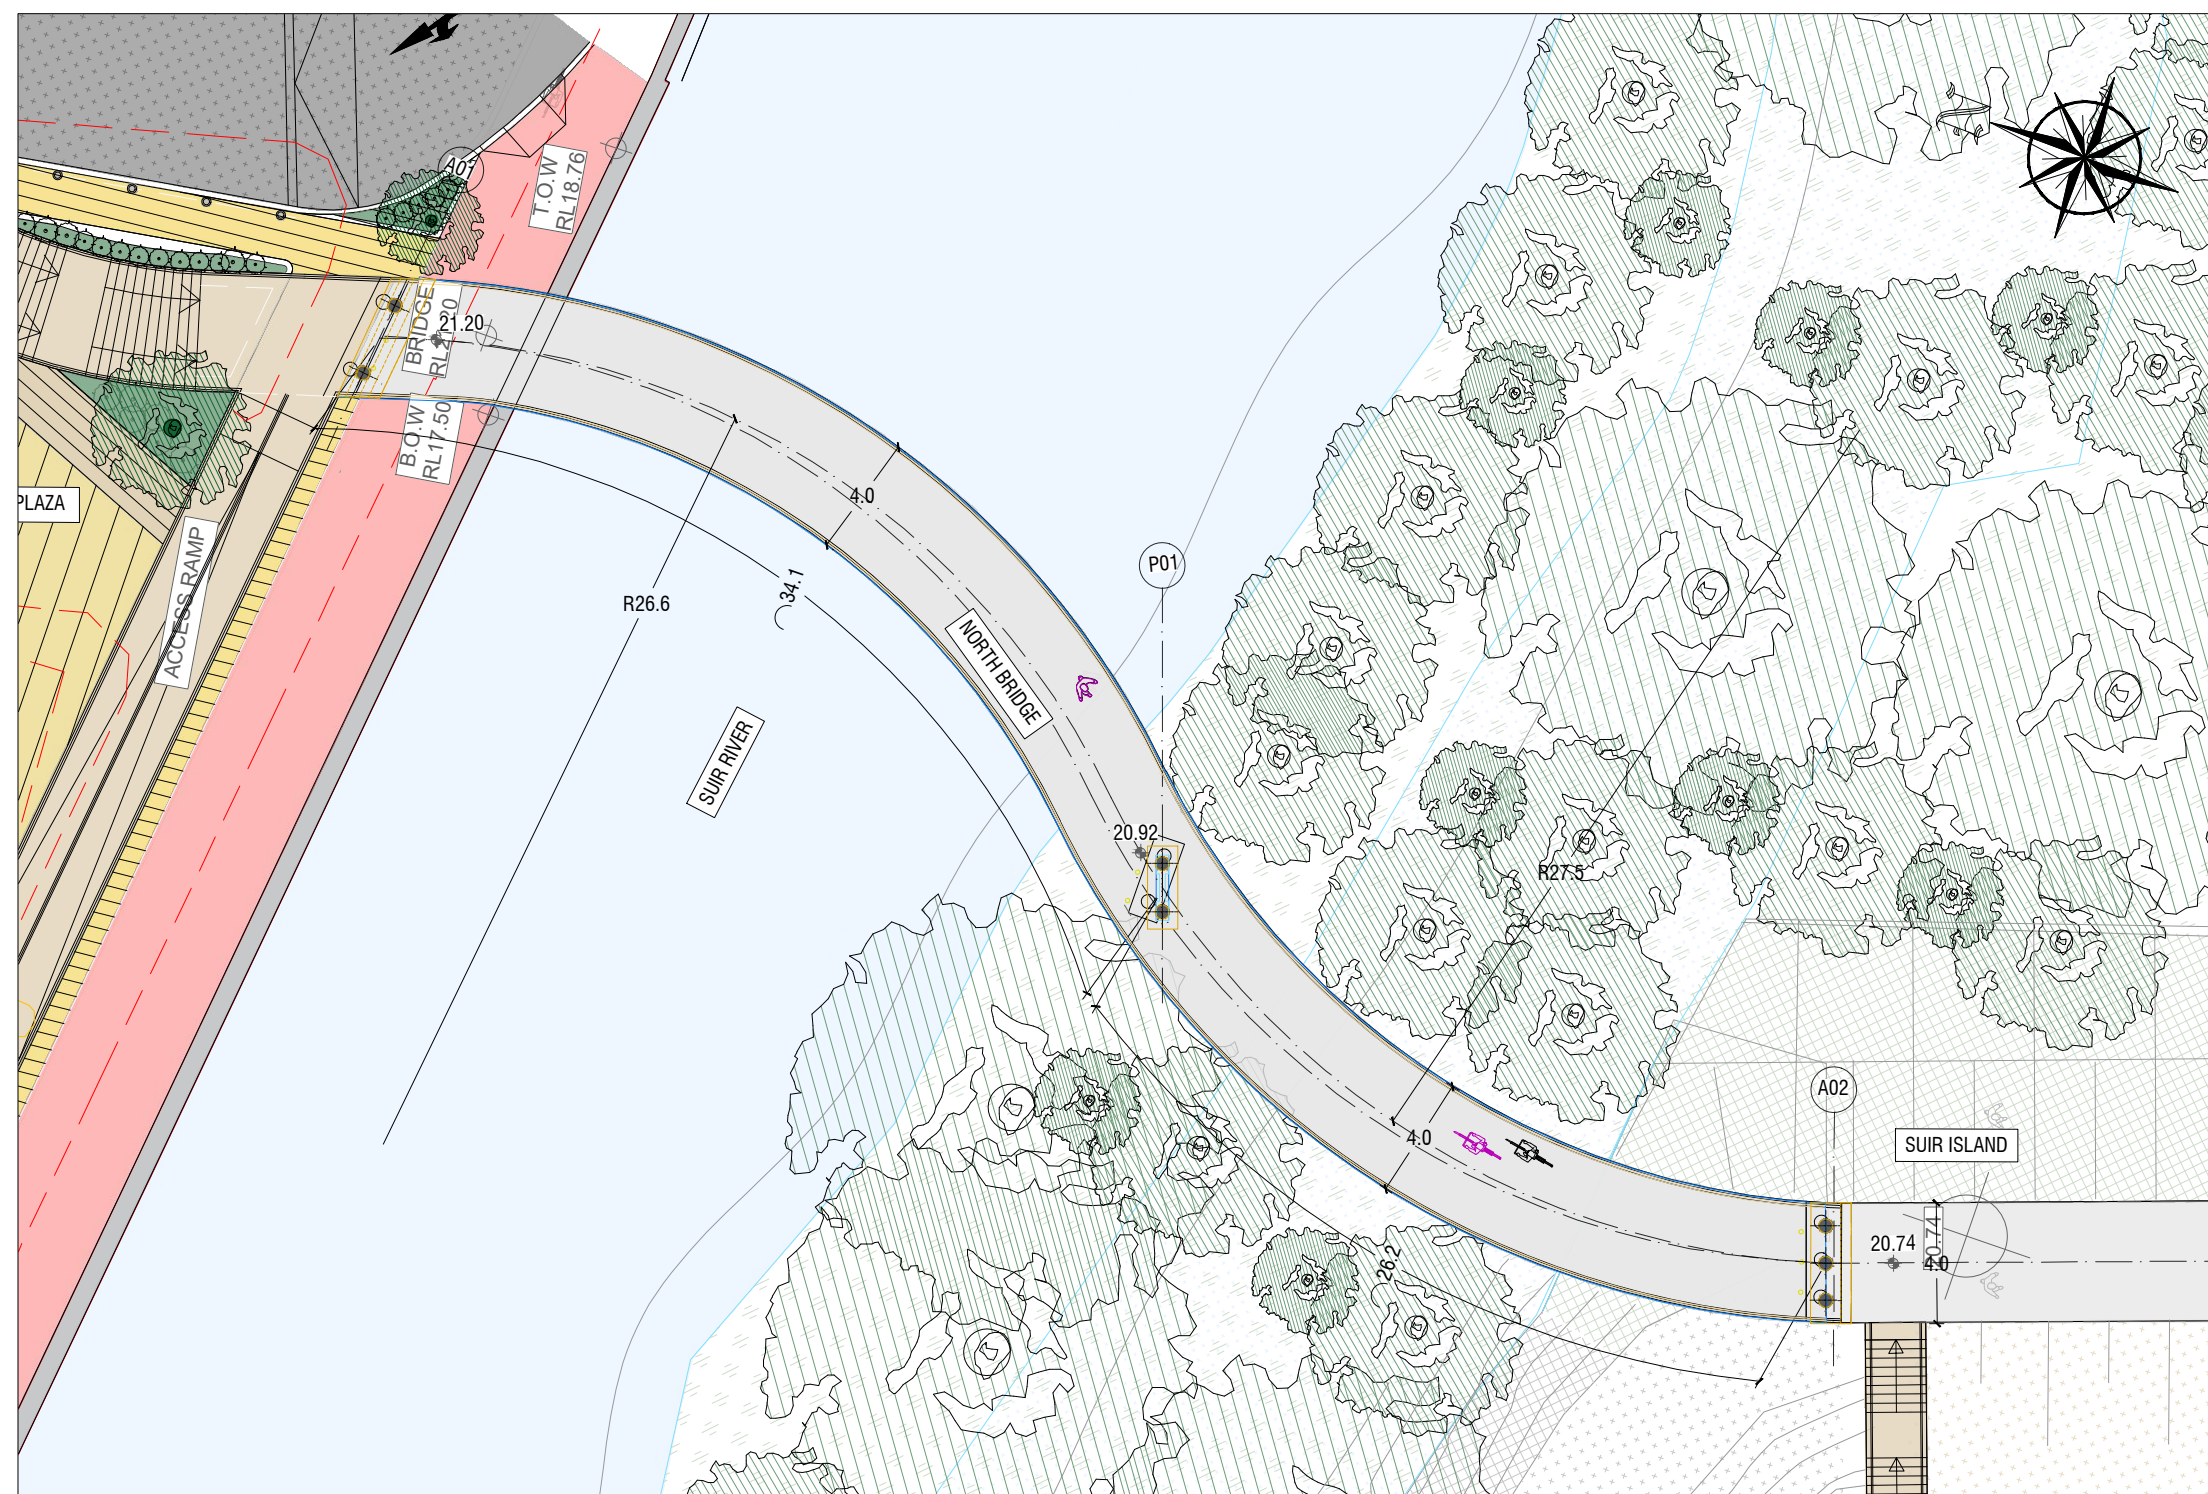 A01
T.O.W
RL18.76
BRIDGE
21.20
B.O.W
RL17.50
PLAZA
ACCESS RAMP
4.0
P01
R26.6
34.1
NORTH BRIDGE
SUIR RIVER
20.92
R27.5
A02
4.0
SUIR ISLAND
26.2
20.74
20.74
4.0